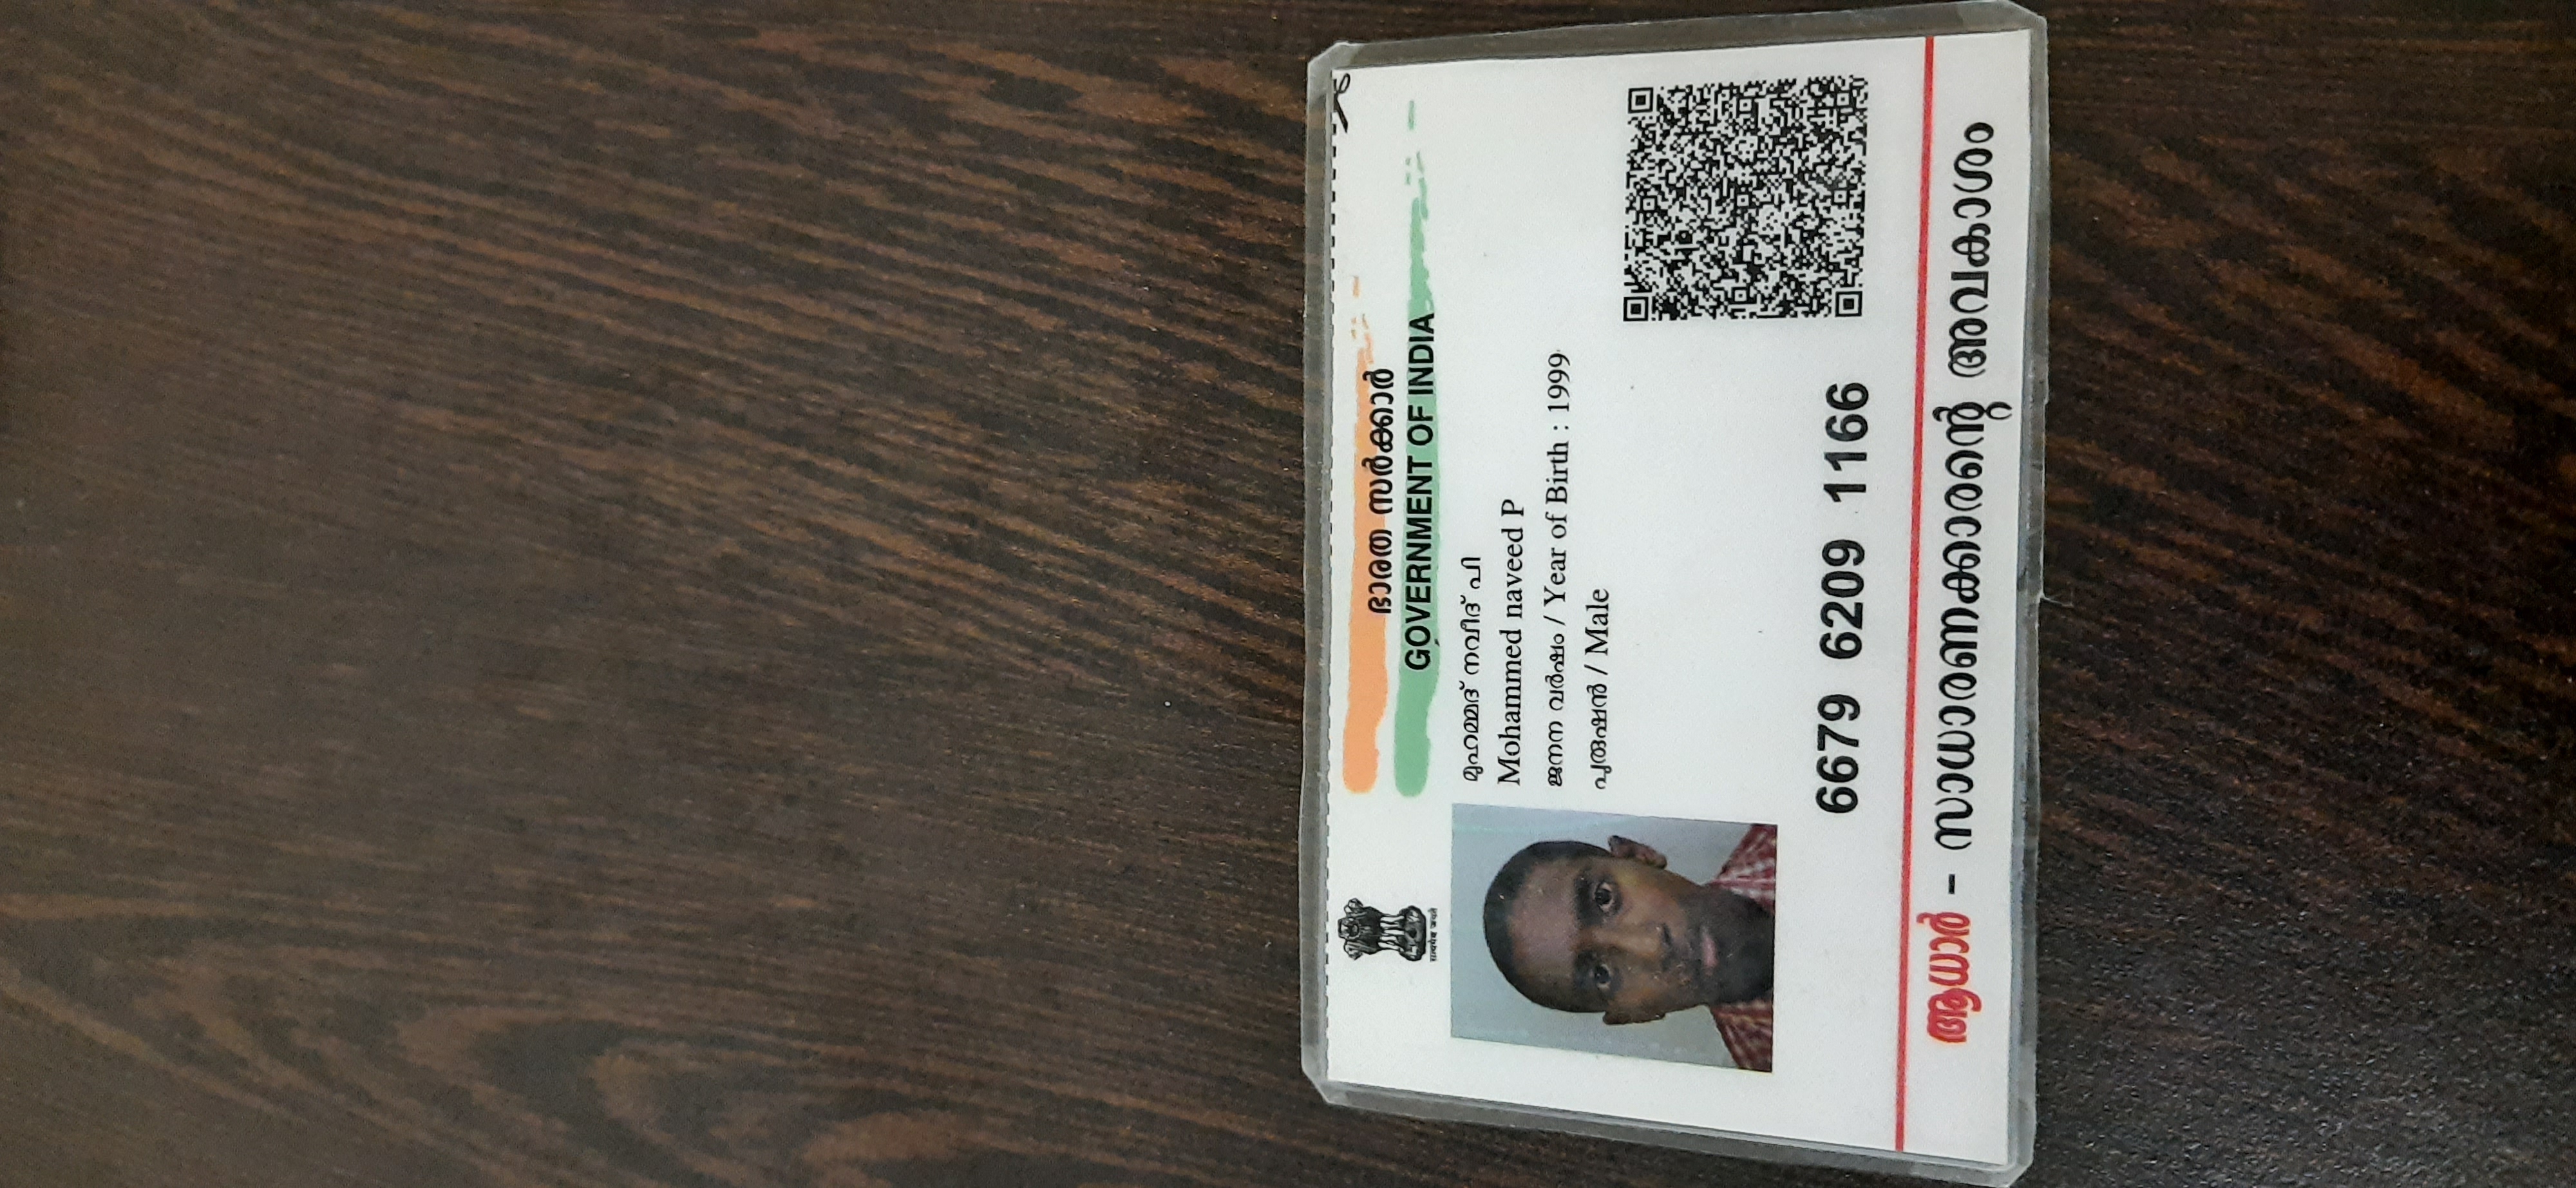 सत्यमेव जयते
ഭാരത സർക്കാർ
GOVERNMENT OF INDIA
മുഹമ്മദ് നവീദ് പി
Mohammed naveed P
ജനന വർഷം / Year of Birth : 1999
പുരുഷൻ / Male
6679 6209 1166
ആധാർ - സാധാരണക്കാരന്റെ അവകാശം